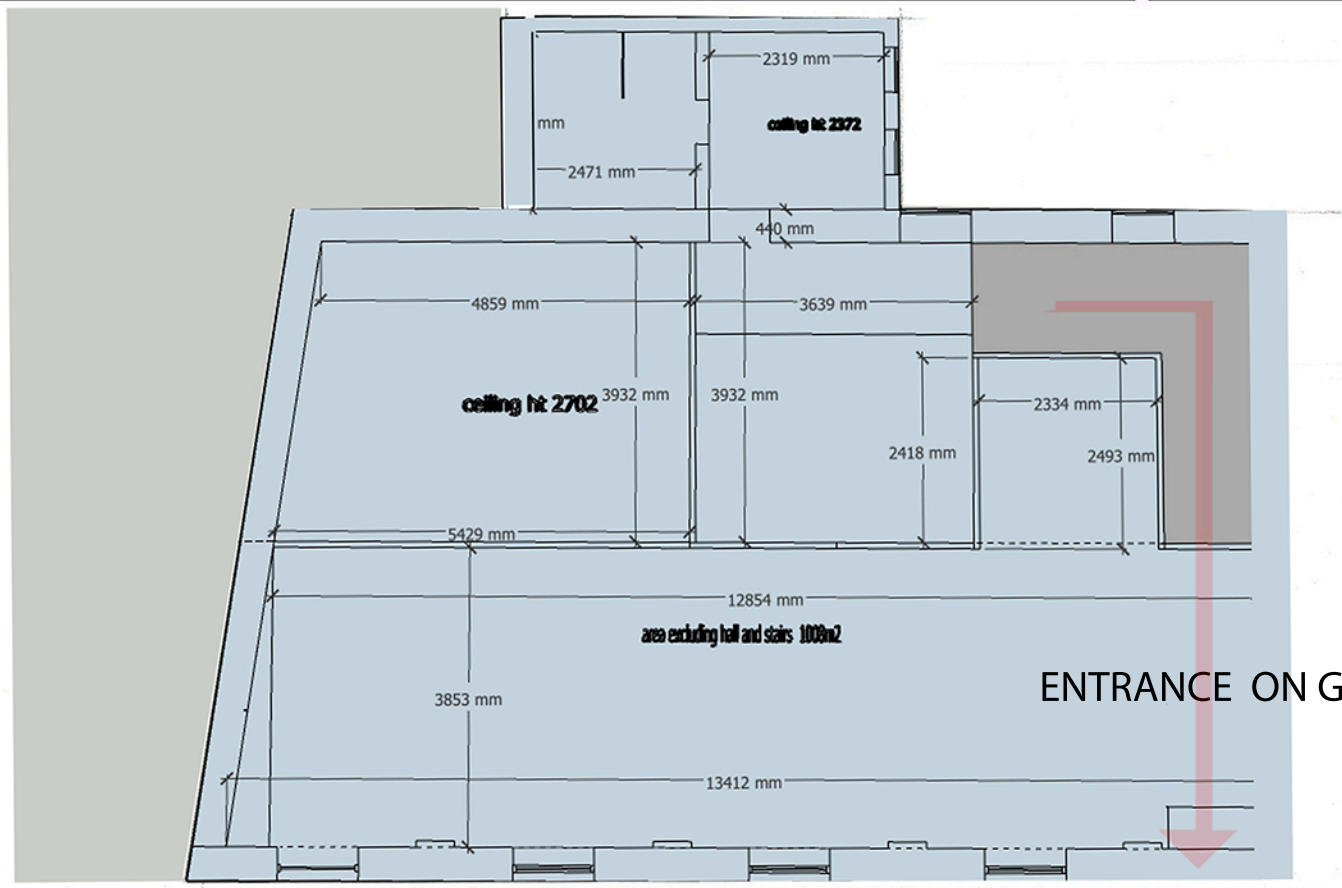 2319 mm
ceiling ht 2372
mm
2471 mm
440 mm
4859 mm
3639 mm
ceiling ht 2702
3932 mm
3932 mm
2334 mm
2418 mm
2493 mm
5429 mm
12854 mm
area excluding hall and stairs
ENTRANCE ON G
3853 mm
13412 mm